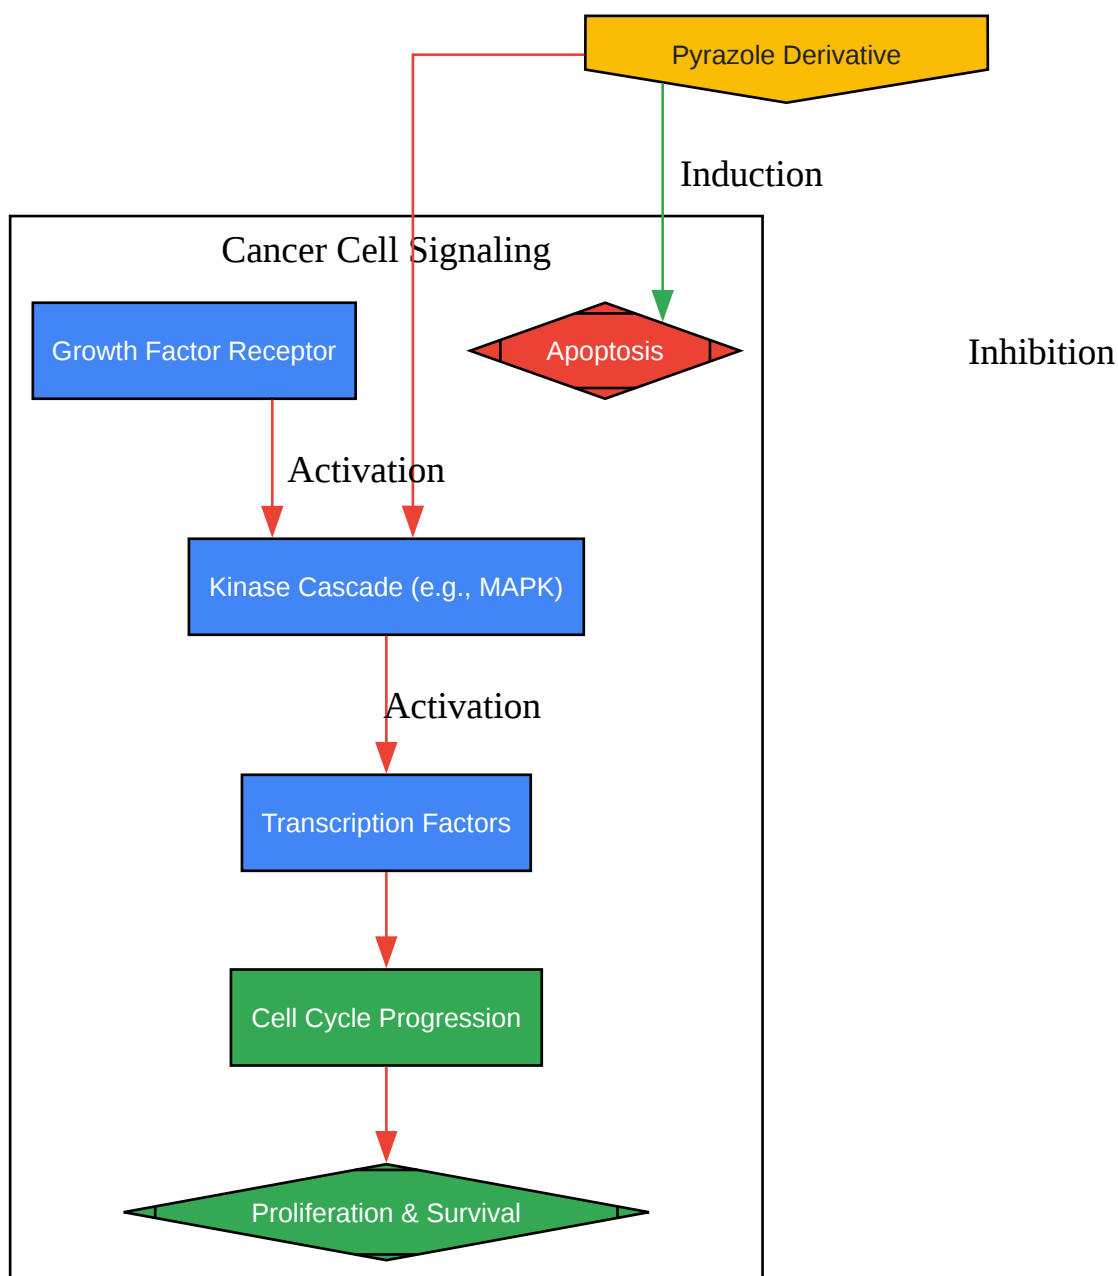 Pyrazole Derivative
Induction
Cancer Cell Signaling
Growth Factor Receptor
Apoptosis
Inhibition
Activation
Kinase Cascade (e.g., MAPK)
Activation
Transcription Factors
Cell Cycle Progression
Proliferation & Survival